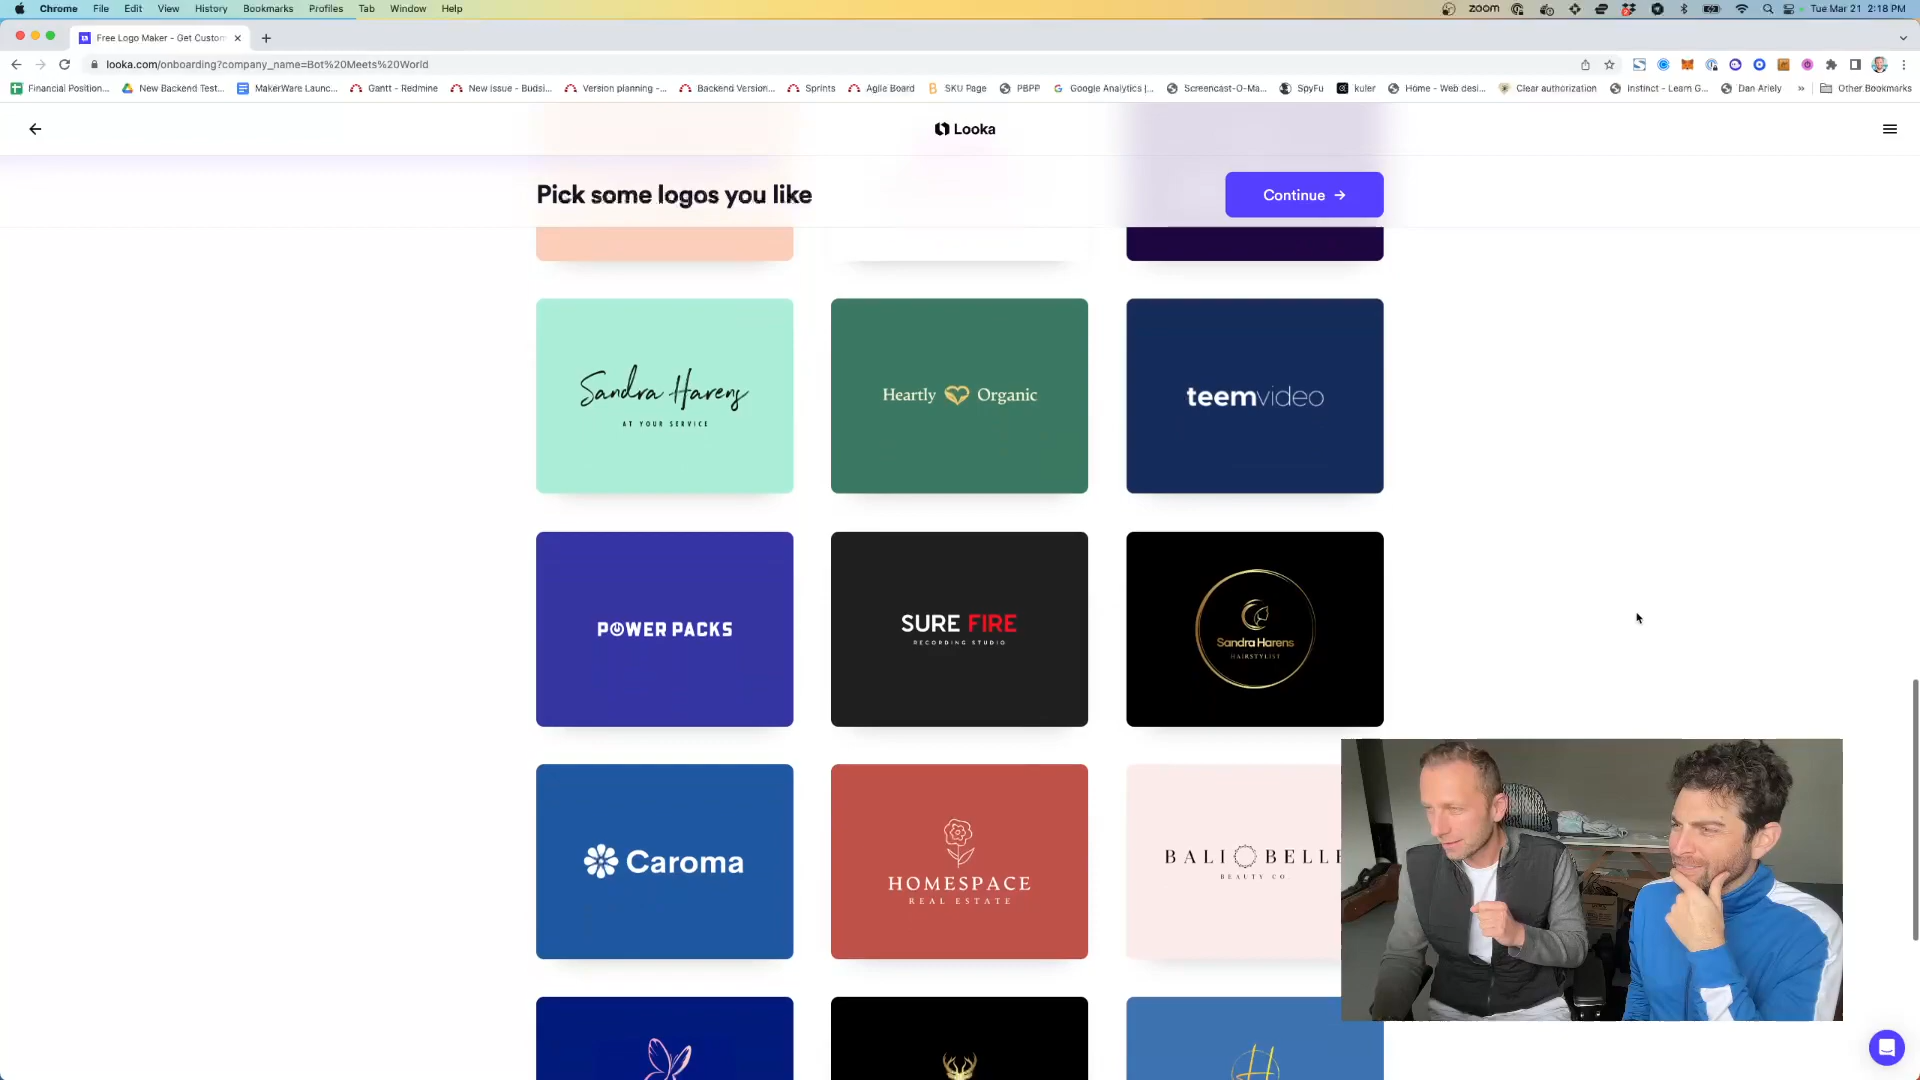 Chrome File Edit View History Bookmarks Profiles Tab Window Help zoom Tue Mar 21 2:18 PM
Free Logo Maker - Get Custom
looka.com/onboarding?company_name=Bot%20Meets%20World
Financial Position... New Backend Test... MakerWare Launc... Gantt - Redmine New Issue - Budsi... Version planning -... Backend Version... Sprints Agile Board SKU Page PBPP Google Analytics |... Screencast-O-Ma... SpyFu kuler Home - Web desi... Clear authorization Instinct - Learn G... Dan Ariely » Other Bookmarks
Looka
Pick some logos you like
Continue →
Sandra Harens
AT YOUR SERVICE
Heartly Organic
teemvideo
POWER PACKS
SURE FIRE
RECORDING STUDIO
Sandra Harens
HAIRSTYLIST
Caroma
HOMESPACE
REAL ESTATE
BALI BELLE
BEAUTY CO.
H